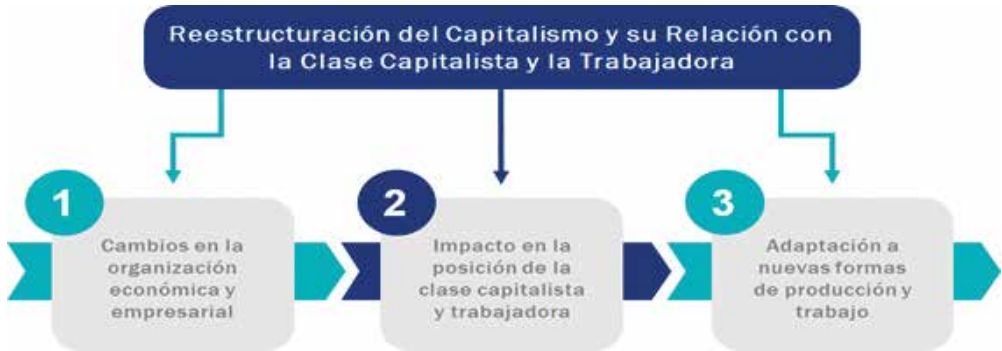 Reestructuración del Capitalismo y su Relación con
la Clase Capitalista y la Trabajadora
1
Cambios en la
organización
económica y
empresarial
2
Impacto en la
posición de la
clase capitalista
y trabajadora
3
Adaptación a
nuevas formas
de producción y
trabajo